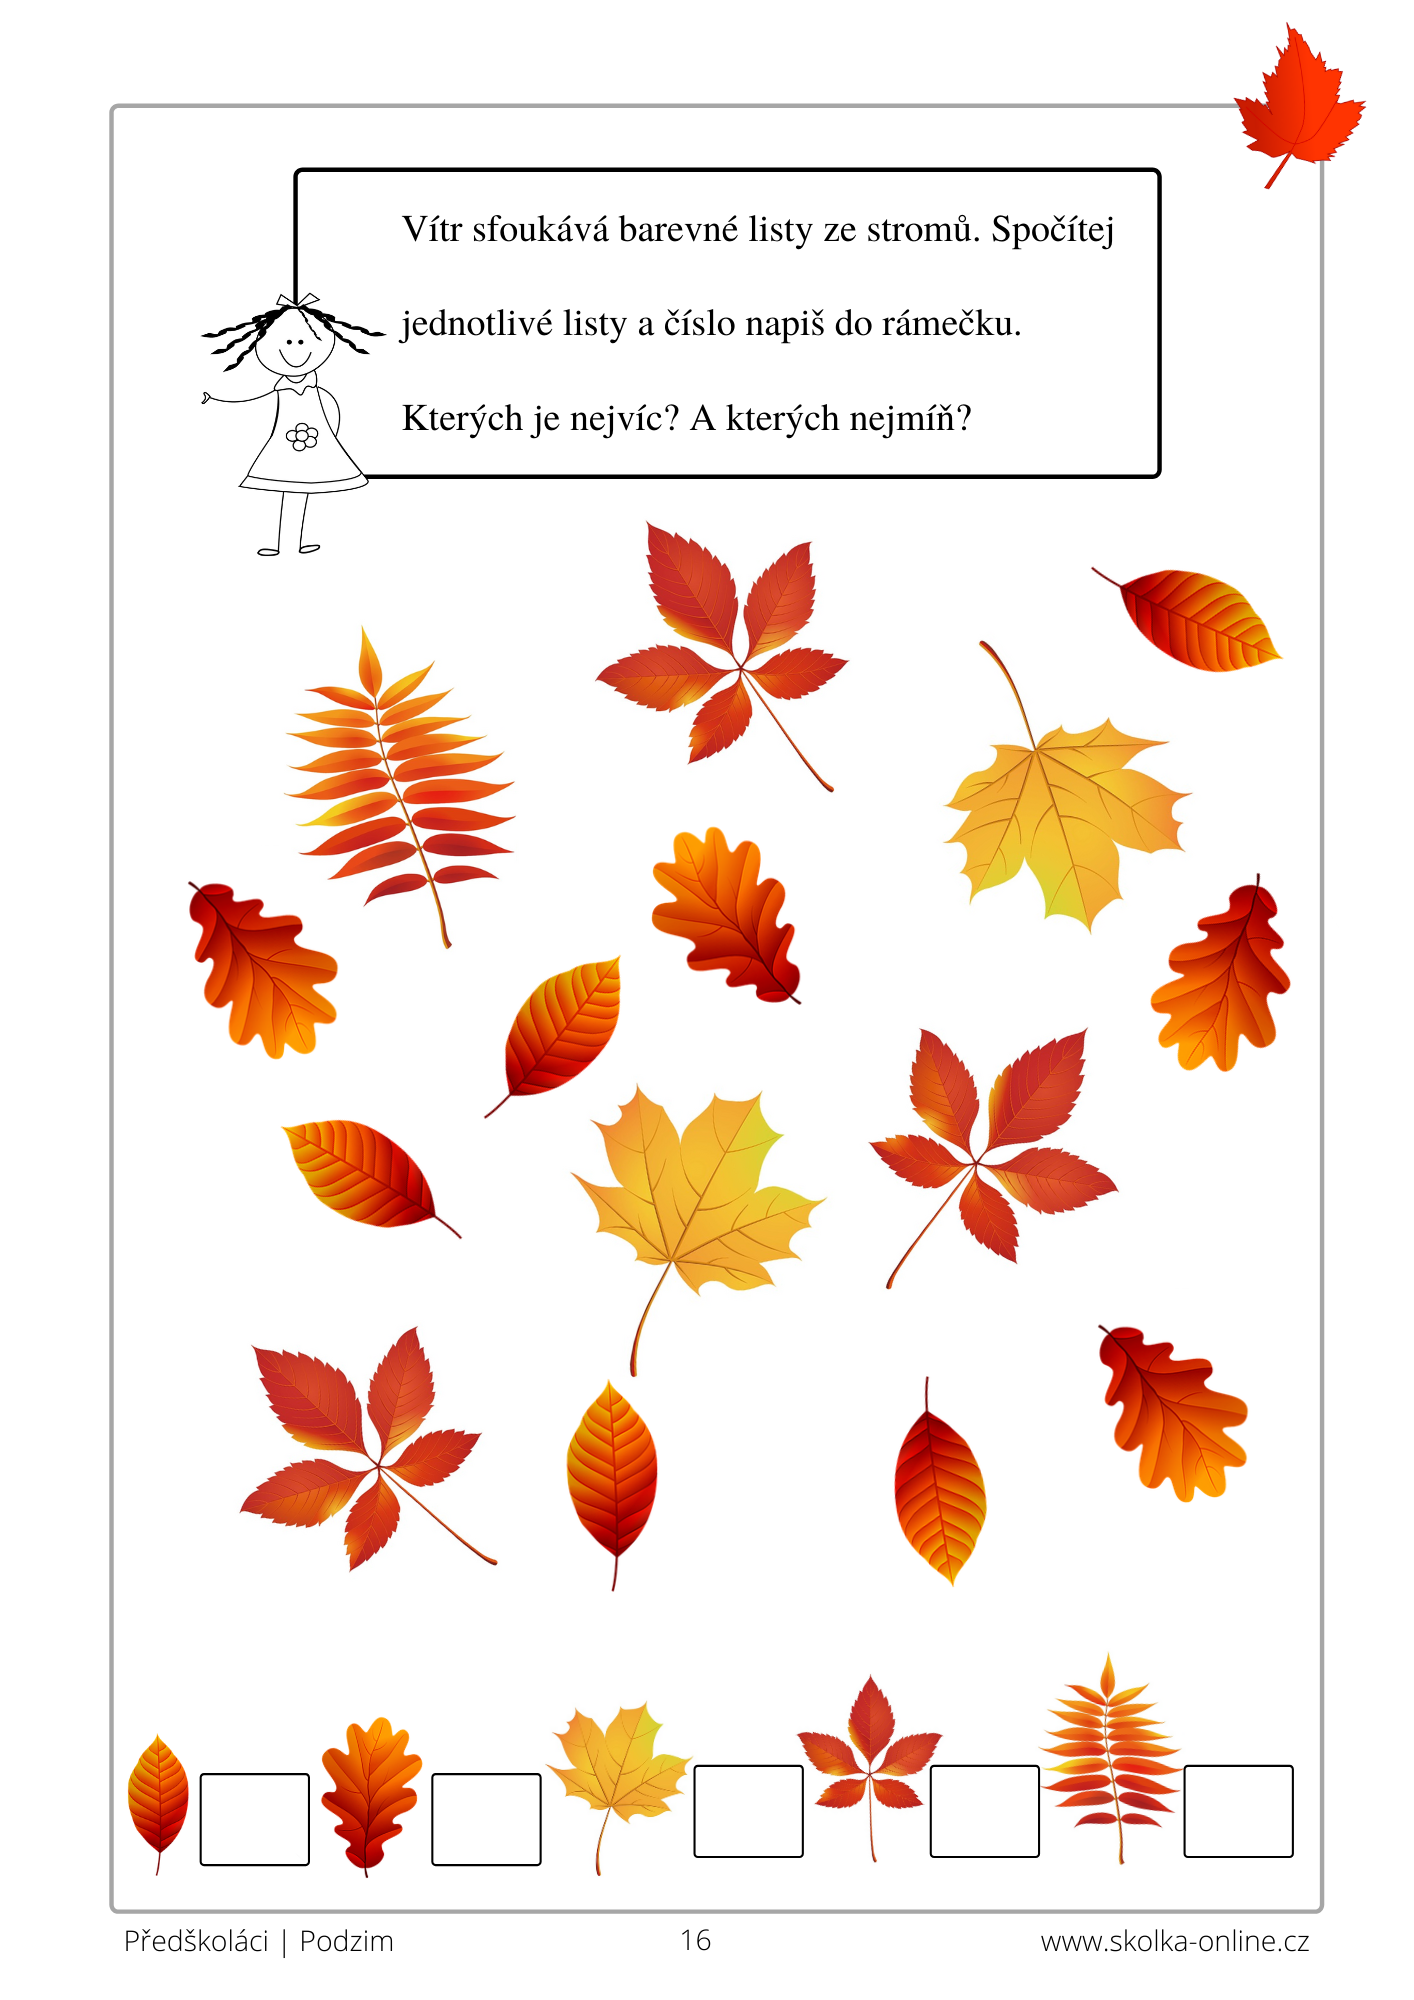 Vítr sfoukává barevné listy ze stromů. Spočítej
jednotlivé listy a číslo napiš do rámečku.
Kterých je nejvíc? A kterých nejmíň?
Předškoláci | Podzim
16
www.skolka-online.cz